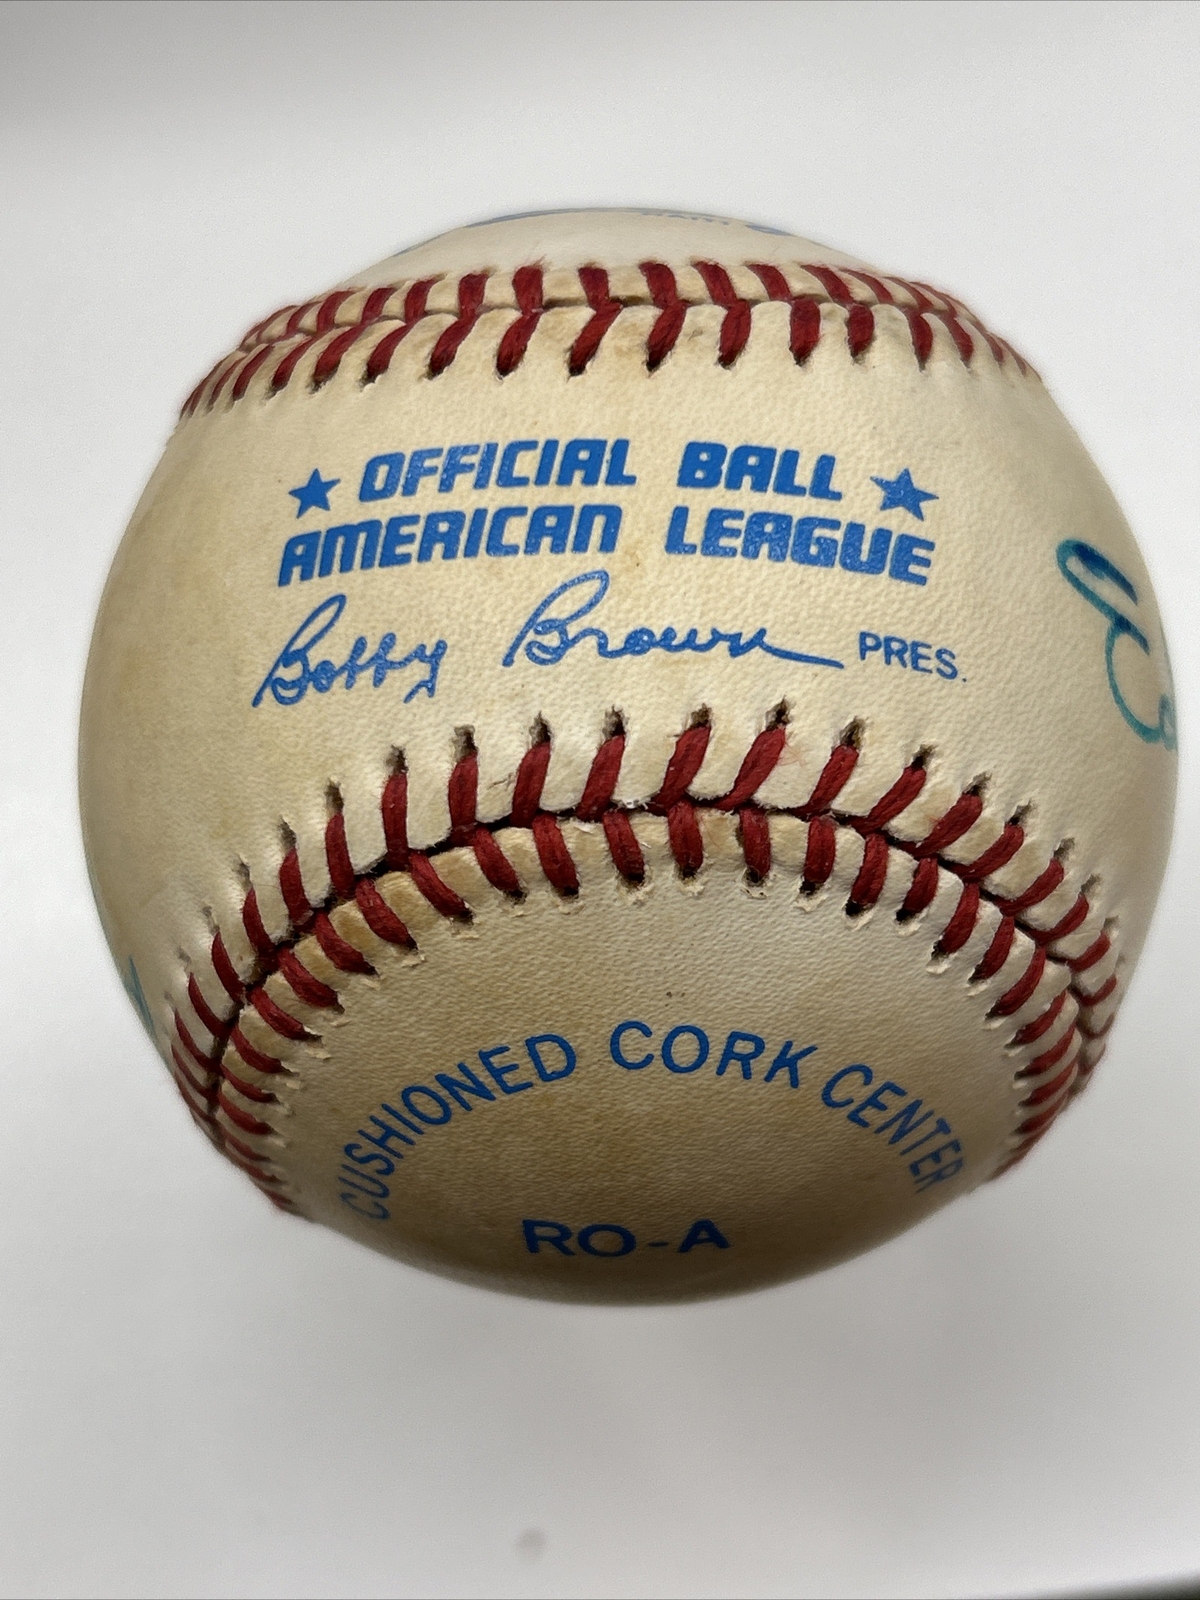 ★ OFFICIAL BALL ★
AMERICAN LEAGUE
Bobby Brown PRES.
CUSHIONED CORK CENTER
RO-A